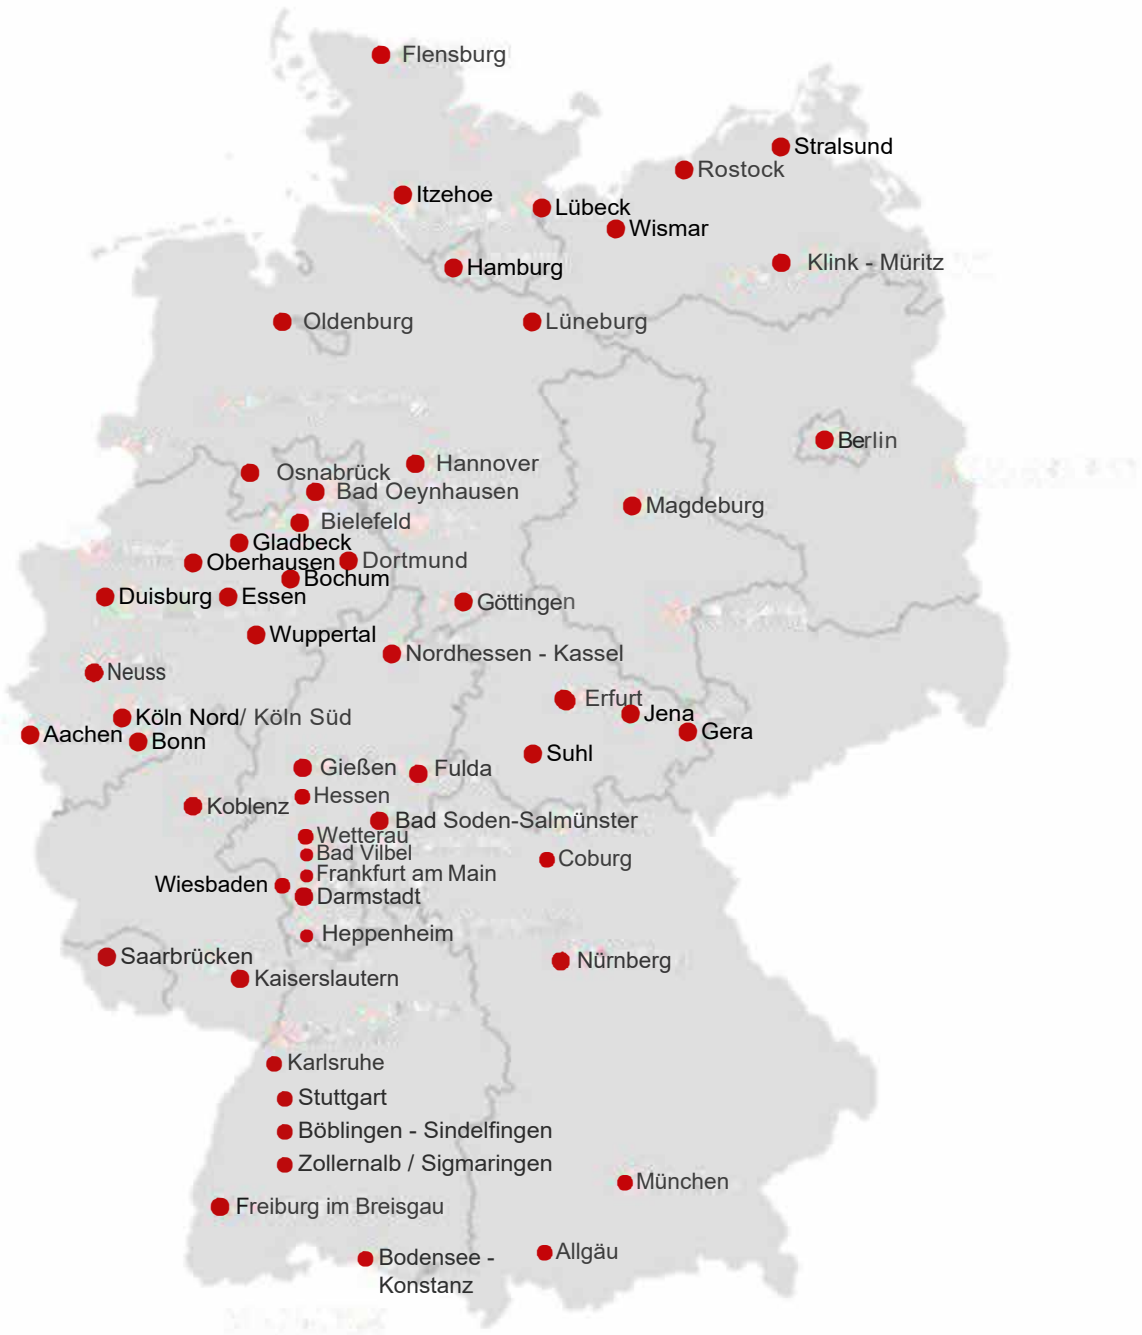 Flensburg
Stralsund
Rostock
Itzehoe
Lübeck
Wismar
Klink - Müritz
Hamburg
Oldenburg
Lüneburg
Berlin
Hannover
Osnabrück
Bad Oeynhausen
Magdeburg
Bielefeld
Gladbeck
Oberhausen
Dortmund
Bochum
Duisburg
Essen
Göttingen
Wuppertal
Nordhessen - Kassel
Neuss
Erfurt
Jena
Köln Nord/ Köln Süd
Gera
Aachen
Bonn
Suhl
Gießen
Fulda
Hessen
Koblenz
Bad Soden-Salmünster
Wetterau
Bad Vilbel
Coburg
Frankfurt am Main
Wiesbaden
Darmstadt
Heppenheim
Saarbrücken
Nürnberg
Kaiserslautern
Karlsruhe
Stuttgart
Böblingen - Sindelfingen
Zollernalb / Sigmaringen
München
Freiburg im Breisgau
Allgäu
Bodensee -
Konstanz